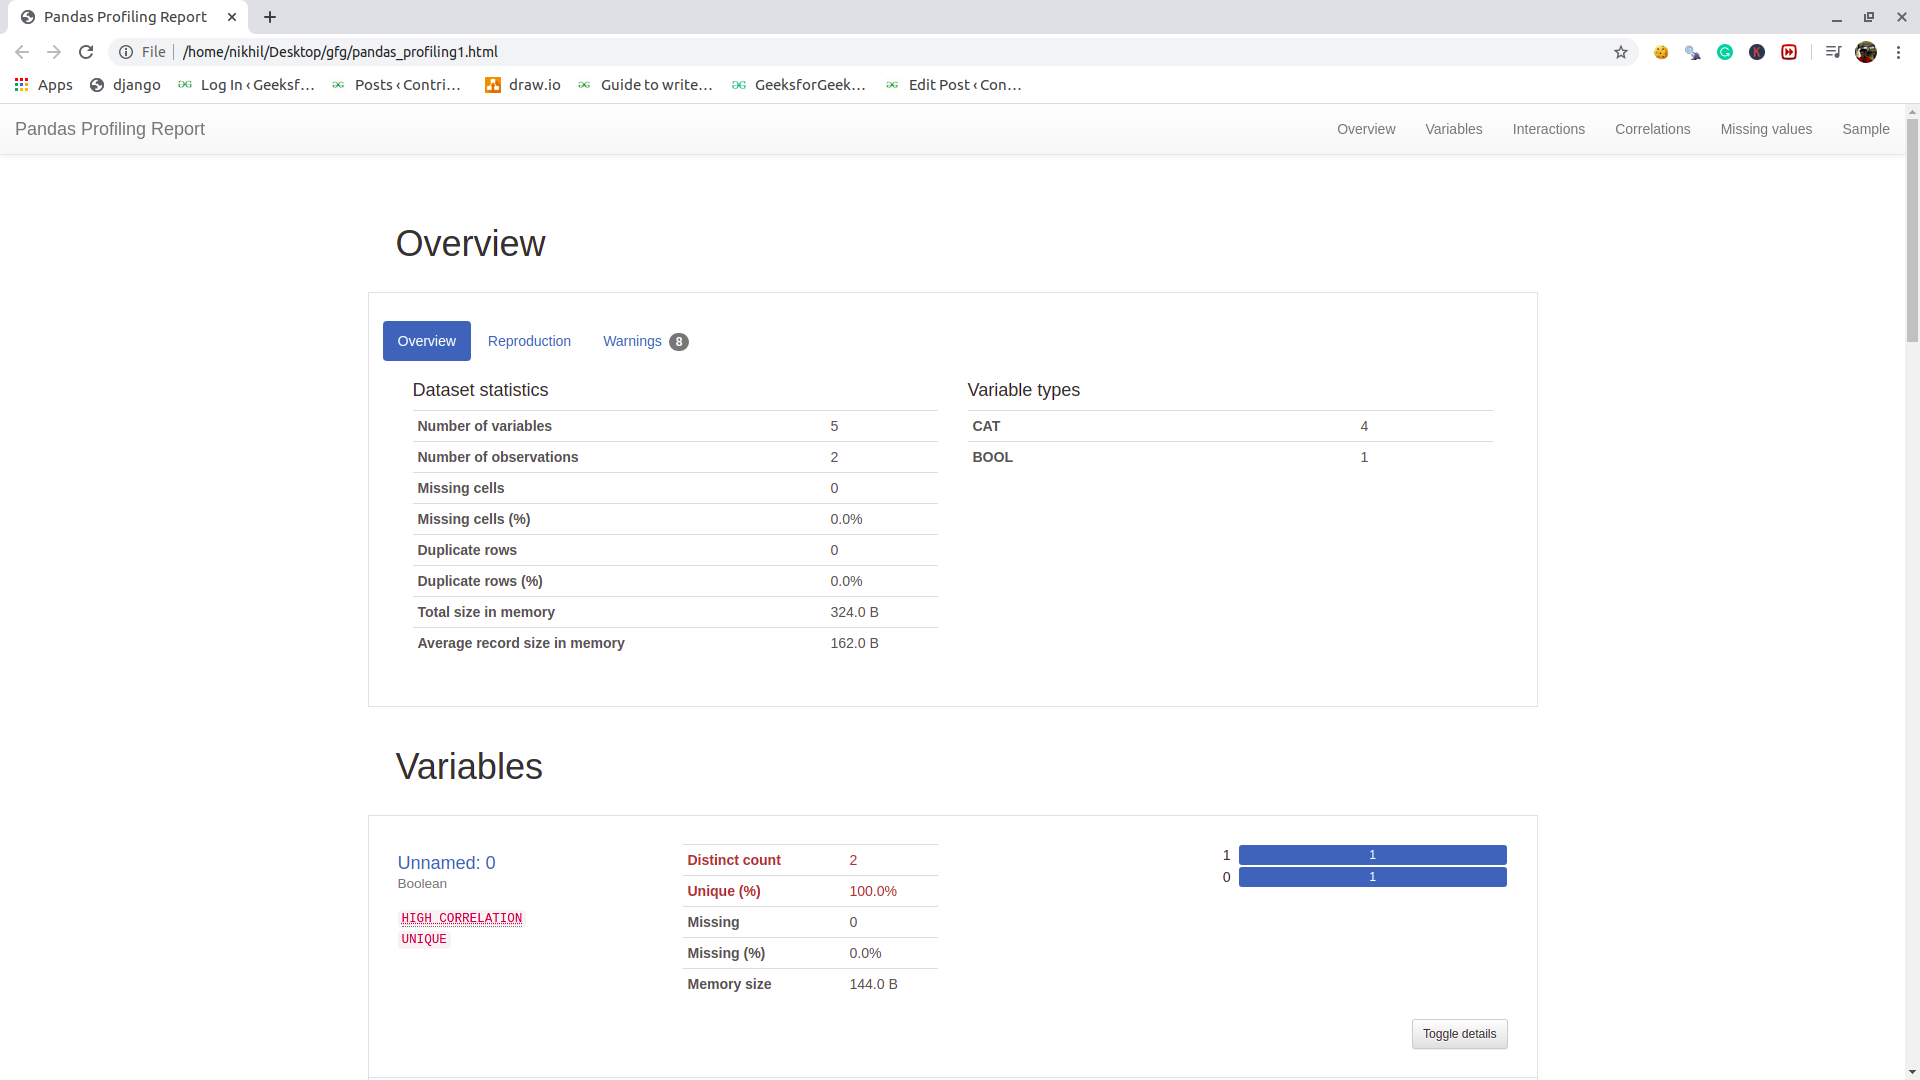 Pandas Profiling Report
File /home/nikhil/Desktop/gfg/pandas_profiling1.html
K
Apps django Log In ‹ Geeksf… Posts ‹ Contri… draw.io Guide to write… GeeksforGeek… Edit Post ‹ Con…
Pandas Profiling Report Overview Variables Interactions Correlations Missing values Sample
Overview
Overview Reproduction Warnings 8
Dataset statistics
Number of variables 5
Number of observations 2
Missing cells 0
Missing cells (%) 0.0%
Duplicate rows 0
Duplicate rows (%) 0.0%
Total size in memory 324.0 B
Average record size in memory 162.0 B
Variable types
CAT 4
BOOL 1
Variables
Unnamed: 0
Boolean
HIGH CORRELATION
UNIQUE
Distinct count 2
Unique (%) 100.0%
Missing 0
Missing (%) 0.0%
Memory size 144.0 B
1 1
0 1
Toggle details